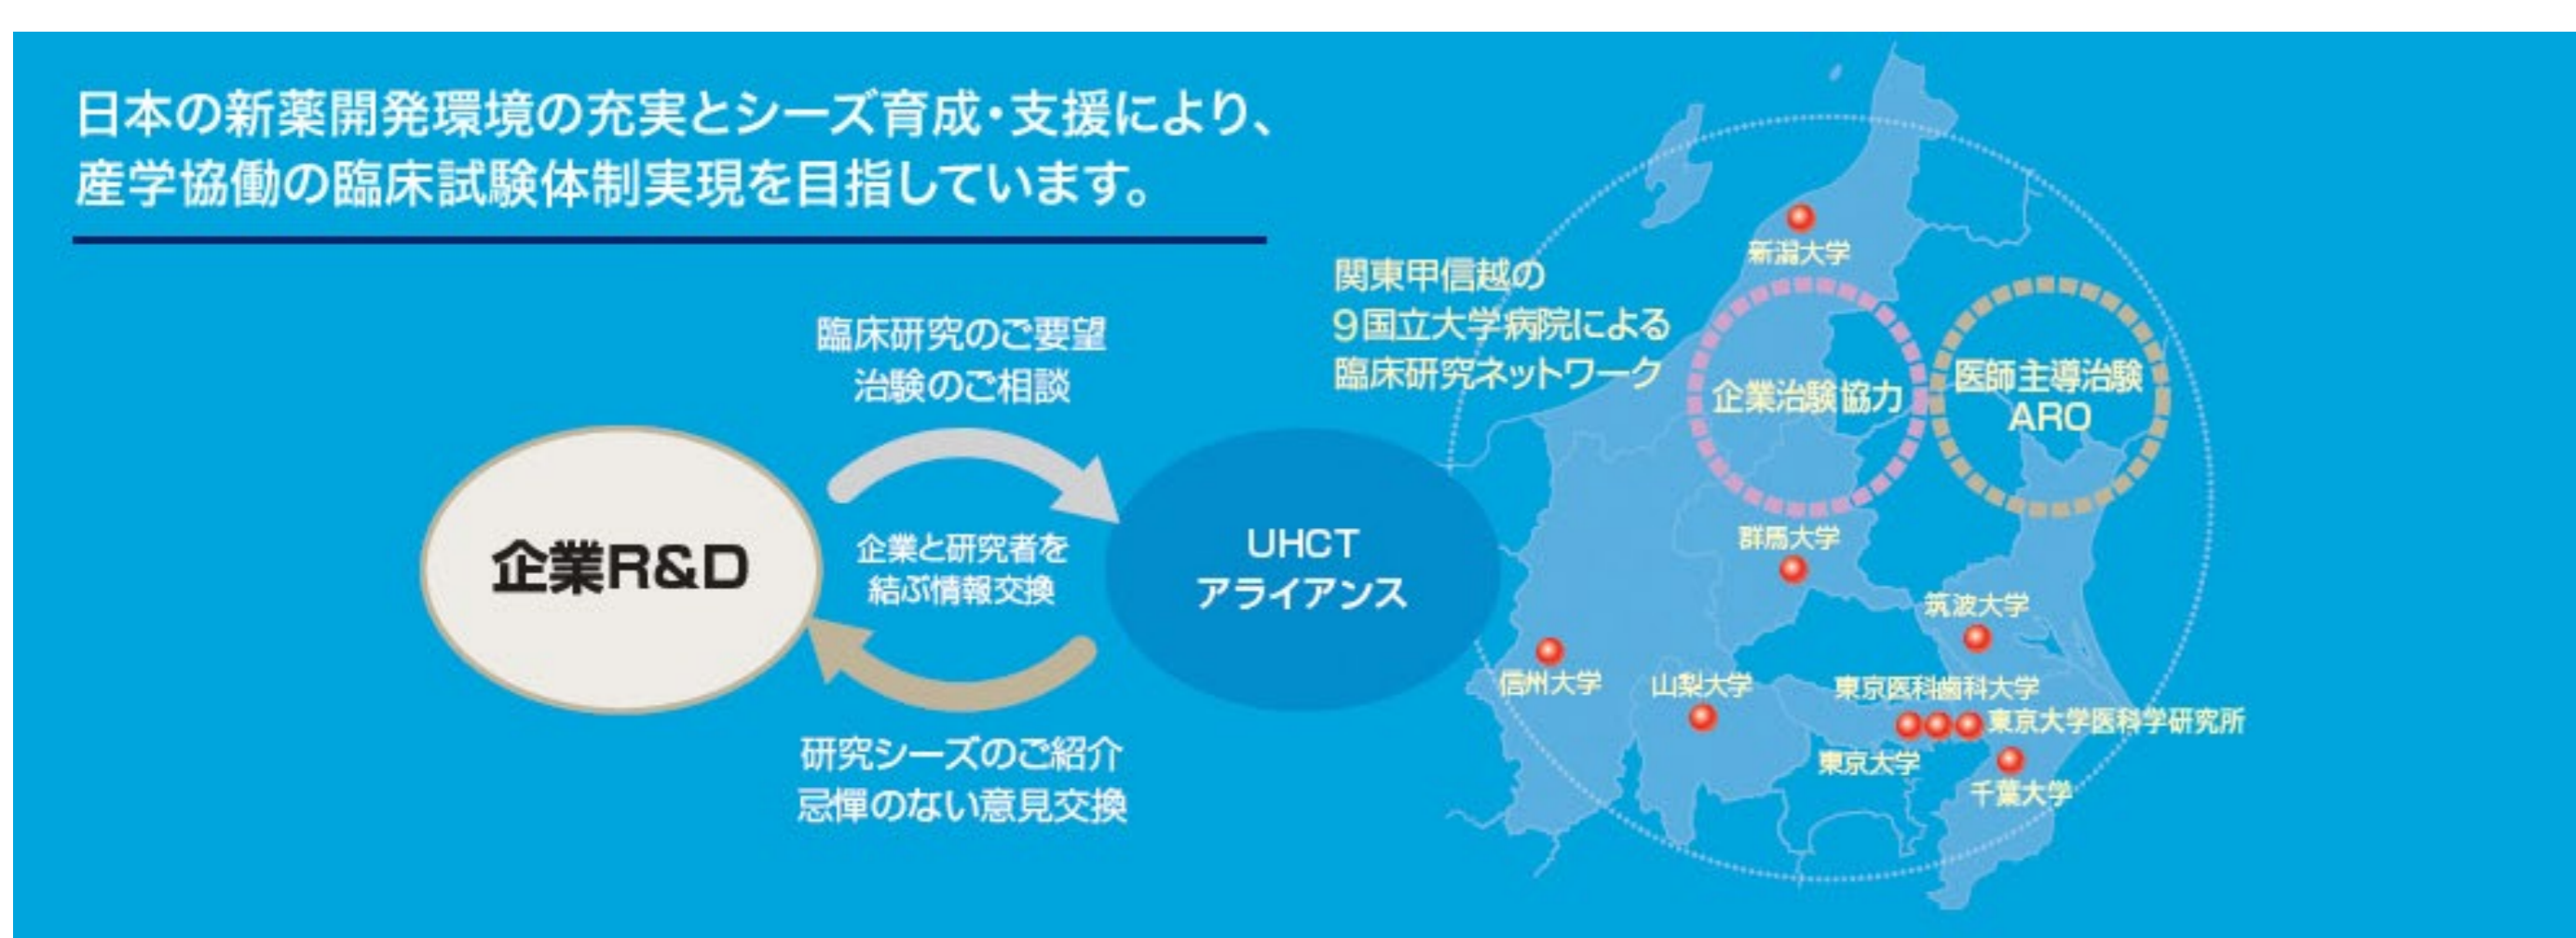 日本の新薬開発環境の充実とシーズ育成・支援により、
産学協働の臨床試験体制実現を目指しています。
臨床研究のご要望
治験のご相談
企業R&D
企業と研究者を
結ぶ情報交換
研究シーズのご紹介
忌憚のない意見交換
UHCT
アライアンス
関東甲信越の
9国立大学病院による
臨床研究ネットワーク
新潟大学
企業治験協力
医師主導治験
ARO
群馬大学
筑波大学
信州大学
山梨大学
東京医科歯科大学
東京大学医科学研究所
東京大学
千葉大学